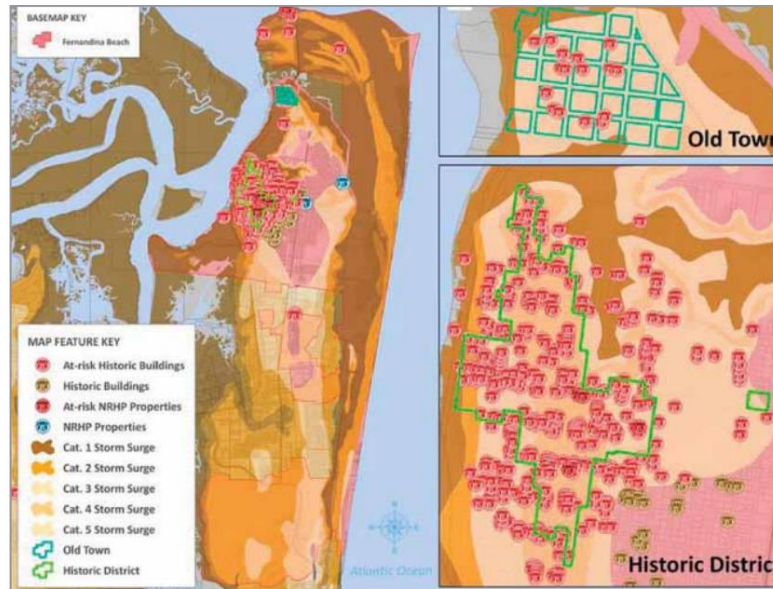 BASEMAP KEY
Fernandina Beach
Old Town
MAP FEATURE KEY
At-risk Historic Buildings
Historic Buildings
At-risk NRHP Properties
NRHP Properties
Cat. 1 Storm Surge
Cat. 2 Storm Surge
Cat. 3 Storm Surge
Cat. 4 Storm Surge
Cat. 5 Storm Surge
Old Town
Historic District
Atlantic Ocean
Historic District